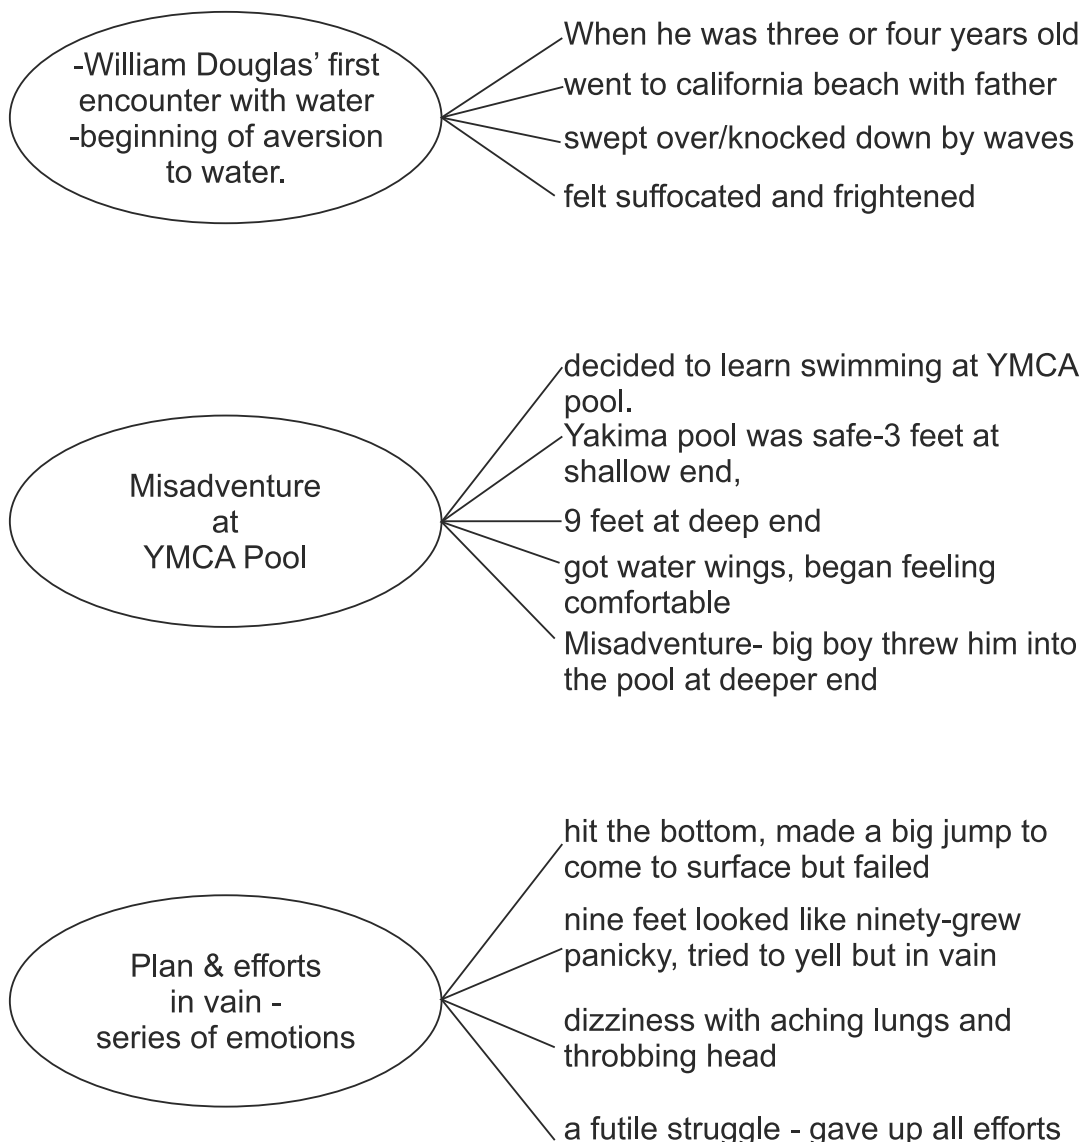 -William Douglas' first
encounter with water
-beginning of aversion
to water.
When he was three or four years old
went to california beach with father
swept over/knocked down by waves
felt suffocated and frightened
Misadventure
at
YMCA Pool
decided to learn swimming at YMCA
pool.
Yakima pool was safe-3 feet at
shallow end,
9 feet at deep end
got water wings, began feeling
comfortable
Misadventure- big boy threw him into
the pool at deeper end
Plan & efforts
in vain -
series of emotions
hit the bottom, made a big jump to
come to surface but failed
nine feet looked like ninety-grew
panicky, tried to yell but in vain
dizziness with aching lungs and
throbbing head
a futile struggle - gave up all efforts